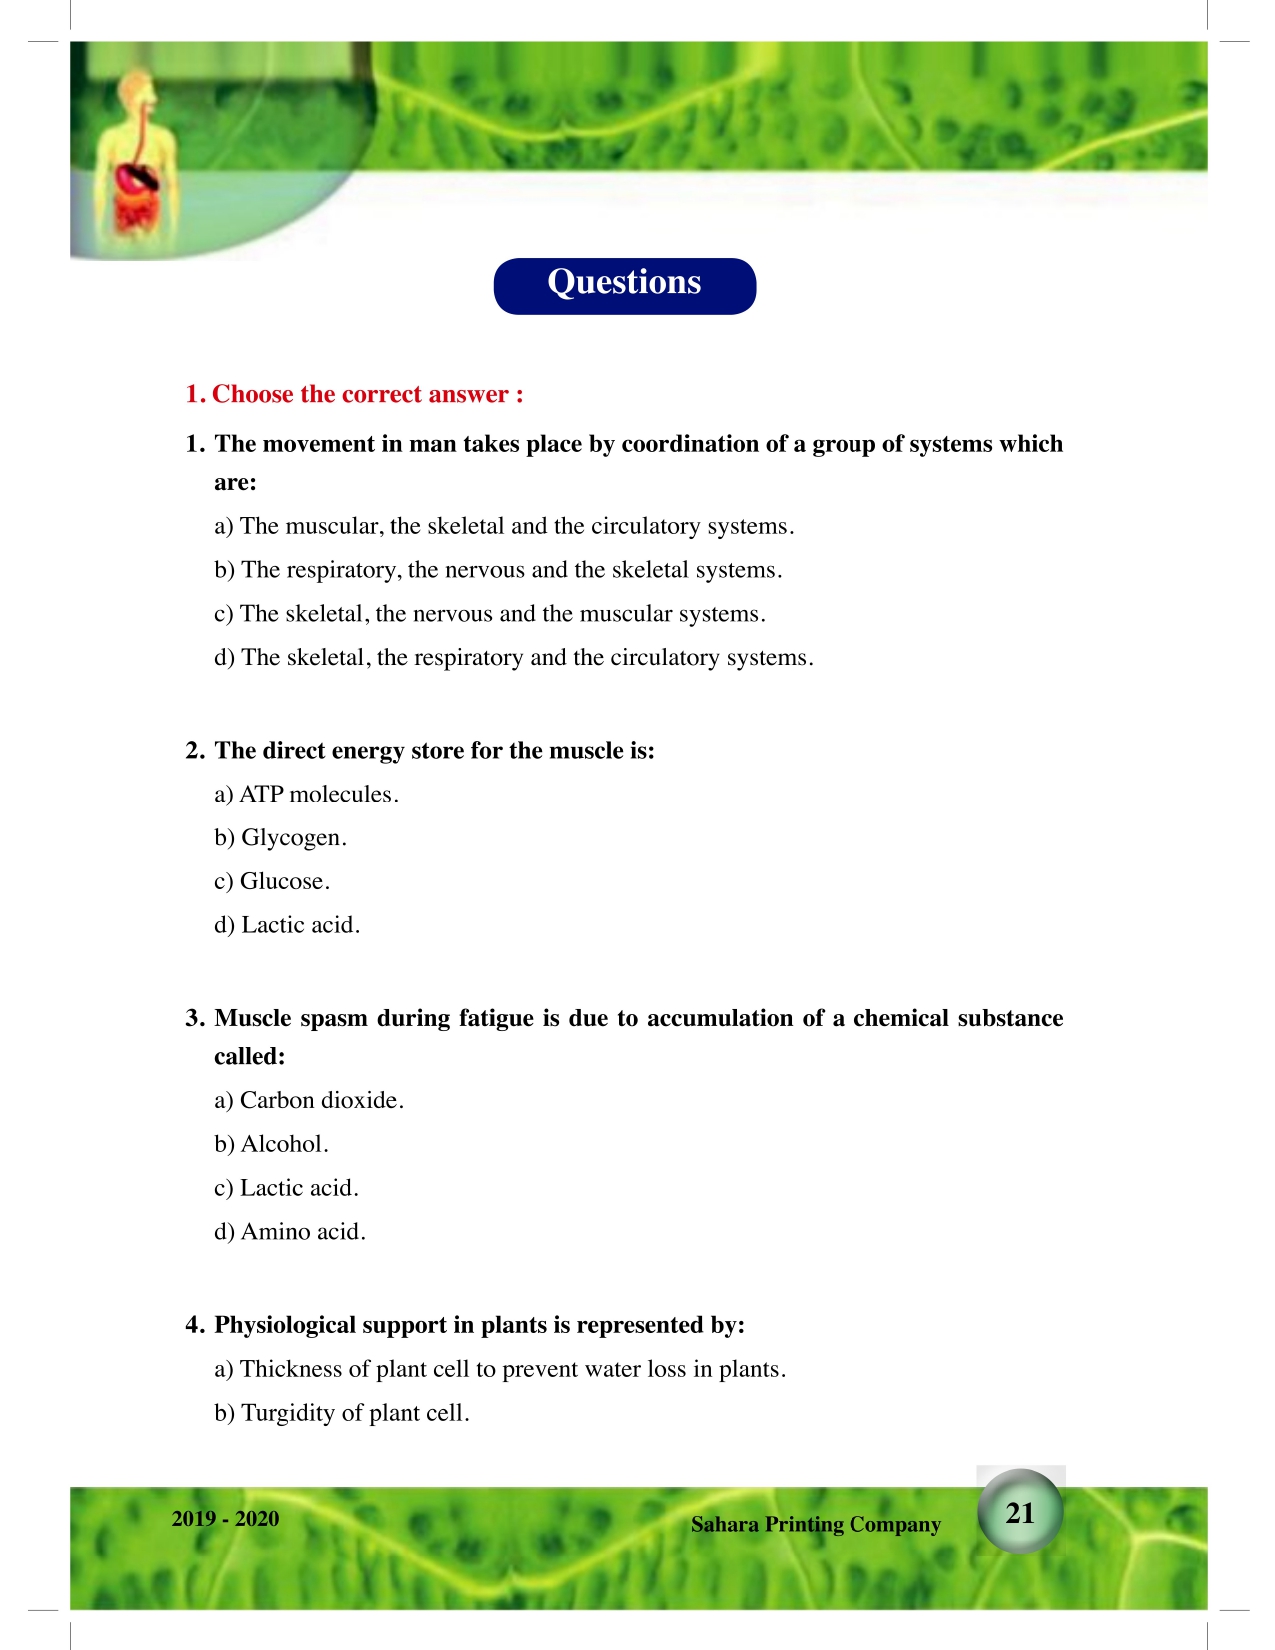 Questions
1. Choose the correct answer :
1. The movement in man takes place by coordination of a group of systems which
are:
a) The muscular, the skeletal and the circulatory systems.
b) The respiratory, the nervous and the skeletal systems.
c) The skeletal, the nervous and the muscular systems.
d) The skeletal, the respiratory and the circulatory systems.
2. The direct energy store for the muscle is:
a) ATP molecules.
b) Glycogen.
c) Glucose.
d) Lactic acid.
3. Muscle spasm during fatigue is due to accumulation of a chemical substance
called:
a) Carbon dioxide.
b) Alcohol.
c) Lactic acid.
d) Amino acid.
4. Physiological support in plants is represented by:
a) Thickness of plant cell to prevent water loss in plants.
b) Turgidity of plant cell.
2019 - 2020
Sahara Printing Company
21